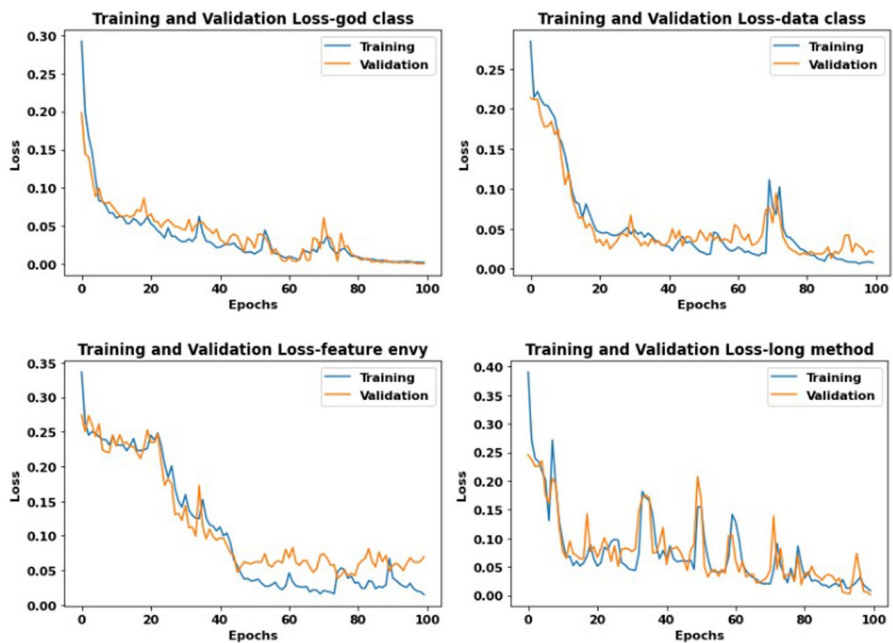 Training and Validation Loss-god class
0.30
0.25
0.20
0.15
0.10
0.05
0.00
Loss
Training
Validation
0
20
40
60
80
100
Epochs
Training and Validation Loss-data class
0.25
0.20
0.15
0.10
0.05
0.00
Loss
Training
Validation
0
20
40
60
80
100
Epochs
Training and Validation Loss-feature envy
0.35
0.30
0.25
0.20
0.15
0.10
0.05
0.00
Loss
Training
Validation
0
20
40
60
80
100
Epochs
Training and Validation Loss-long method
0.40
0.35
0.30
0.25
0.20
0.15
0.10
0.05
0.00
Loss
Training
Validation
0
20
40
60
80
100
Epochs